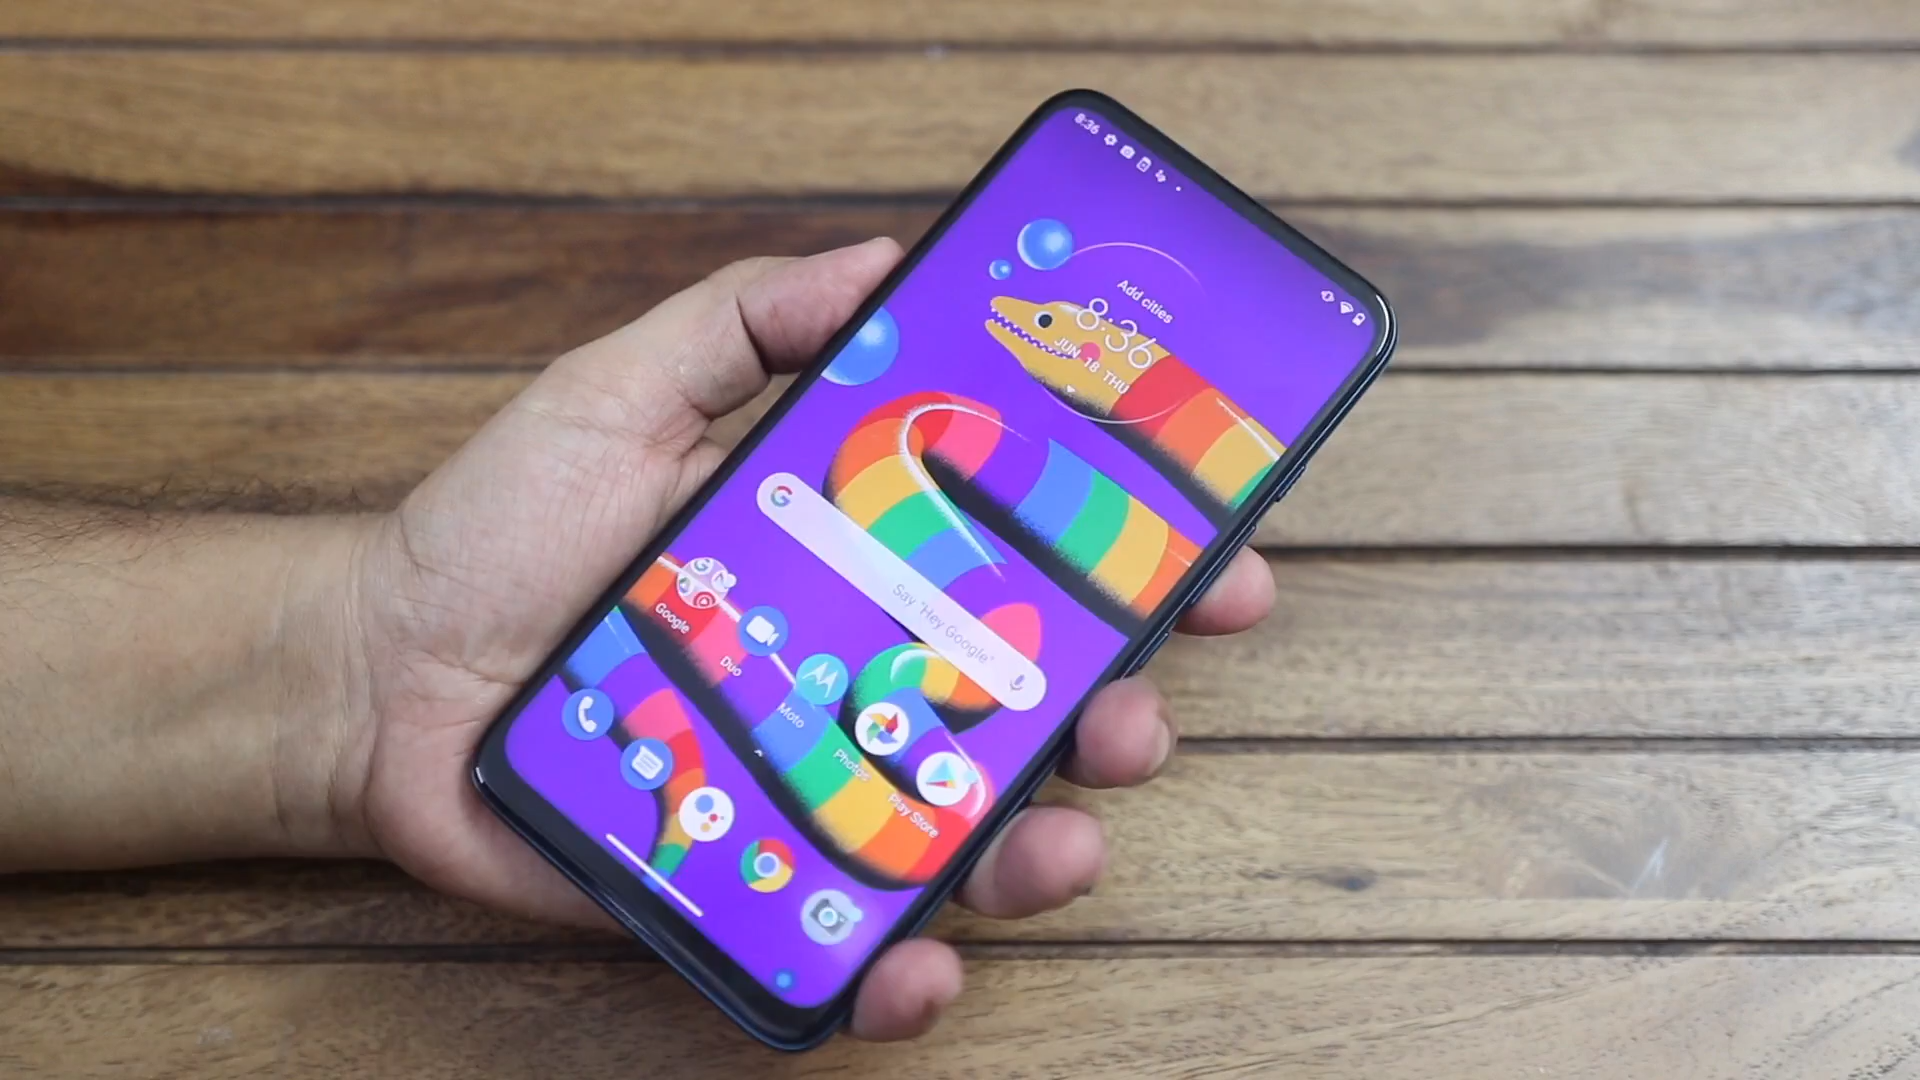 8:36
Add cities
8:36
JUN 18 THU
G
Say "Hey Google"
Google
Duo
Moto
Photos
Play Store